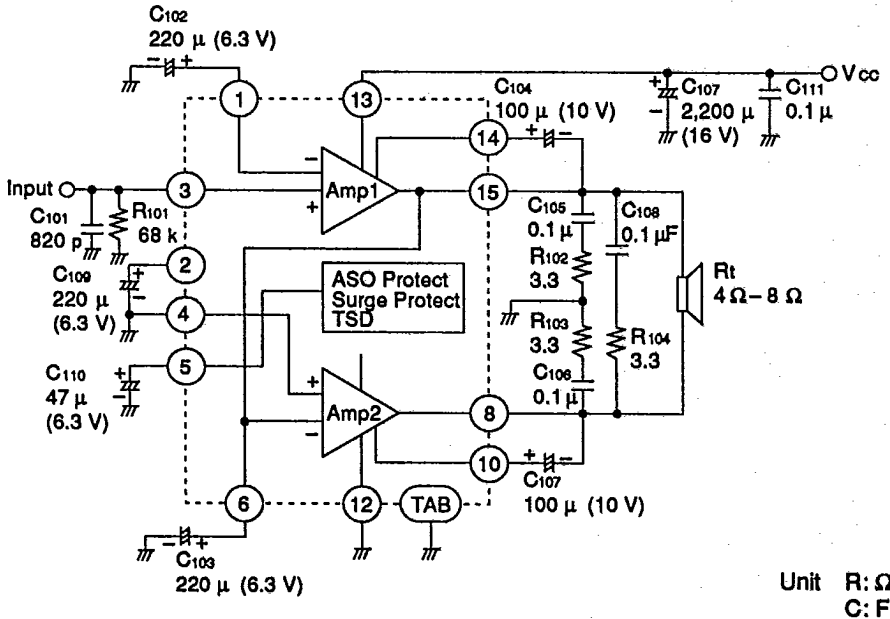 C102
220 μ (6.3 V)
1
13
C104
100 μ (10 V)
C107
2,200 μ
(16 V)
C111
0.1 μ
Vcc
14
Input
3
Amp1
15
C101
820 p
R101
68 k
2
C109
220 μ
(6.3 V)
4
5
C110
47 μ
(6.3 V)
ASO Protect
Surge Protect
TSD
C105
0.1 μ
R102
3.3
R103
3.3
C106
0.1 μ
C108
0.1 μF
R104
3.3
Rt
4 Ω – 8 Ω
Amp2
8
10
C107
100 μ (10 V)
6
12
TAB
C103
220 μ (6.3 V)
Unit R: Ω
C: F